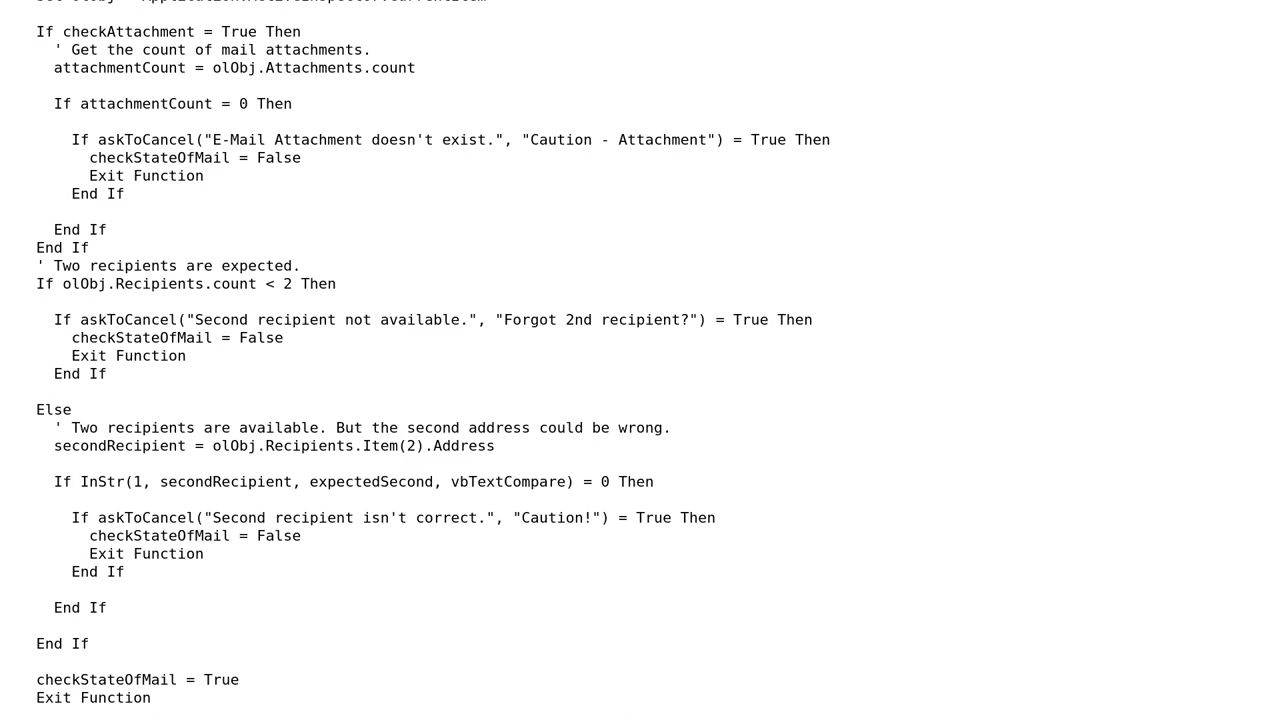 If checkAttachment = True Then
' Get the count of mail attachments.
attachmentCount = olObj.Attachments.count
If attachmentCount = 0 Then
If askToCancel("E-Mail Attachment doesn't exist.", "Caution - Attachment") = True Then
checkStateOfMail = False
Exit Function
End If
End If
End If
' Two recipients are expected.
If olObj.Recipients.count < 2 Then
If askToCancel("Second recipient not available.", "Forgot 2nd recipient?") = True Then
checkStateOfMail = False
Exit Function
End If
Else
' Two recipients are available. But the second address could be wrong.
secondRecipient = olObj.Recipients.Item(2).Address
If InStr(1, secondRecipient, expectedSecond, vbTextCompare) = 0 Then
If askToCancel("Second recipient isn't correct.", "Caution!") = True Then
checkStateOfMail = False
Exit Function
End If
End If
End If
checkStateOfMail = True
Exit Function